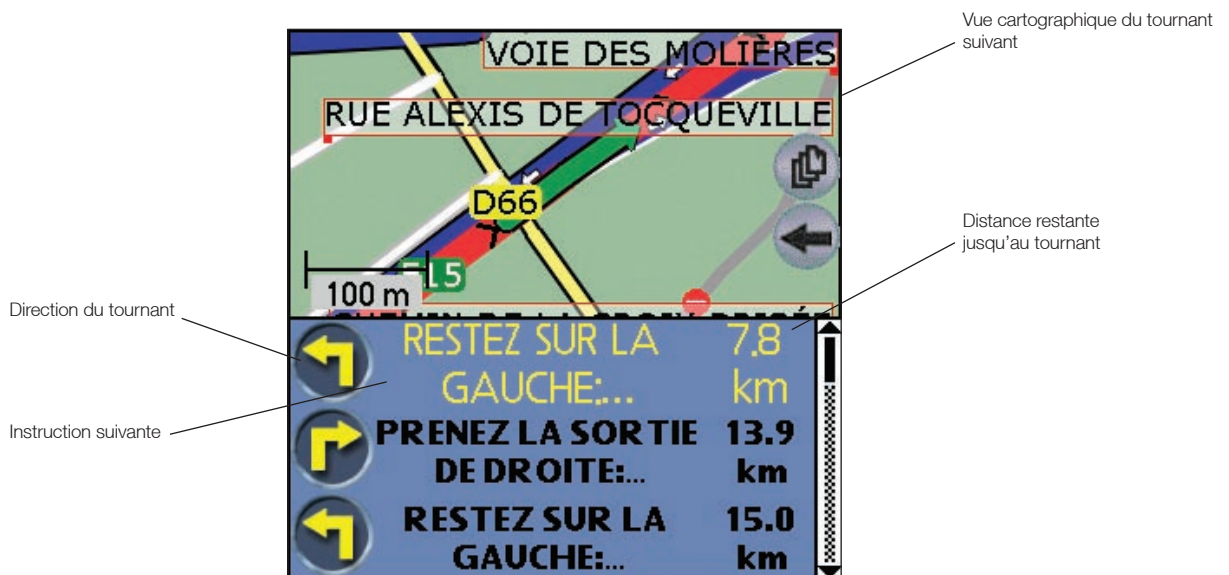 Vue cartographique du tournant
suivant
VOIE DES MOLIÈRES
RUE ALEXIS DE TOCQUEVILLE
D66
Distance restante
jusqu'au tournant
E15
100 m
Direction du tournant
RESTEZ SUR LA 7.8
GAUCHE:... km
Instruction suivante
PRENEZ LA SORTIE 13.9
DE DROITE:... km
RESTEZ SUR LA 15.0
GAUCHE:... km